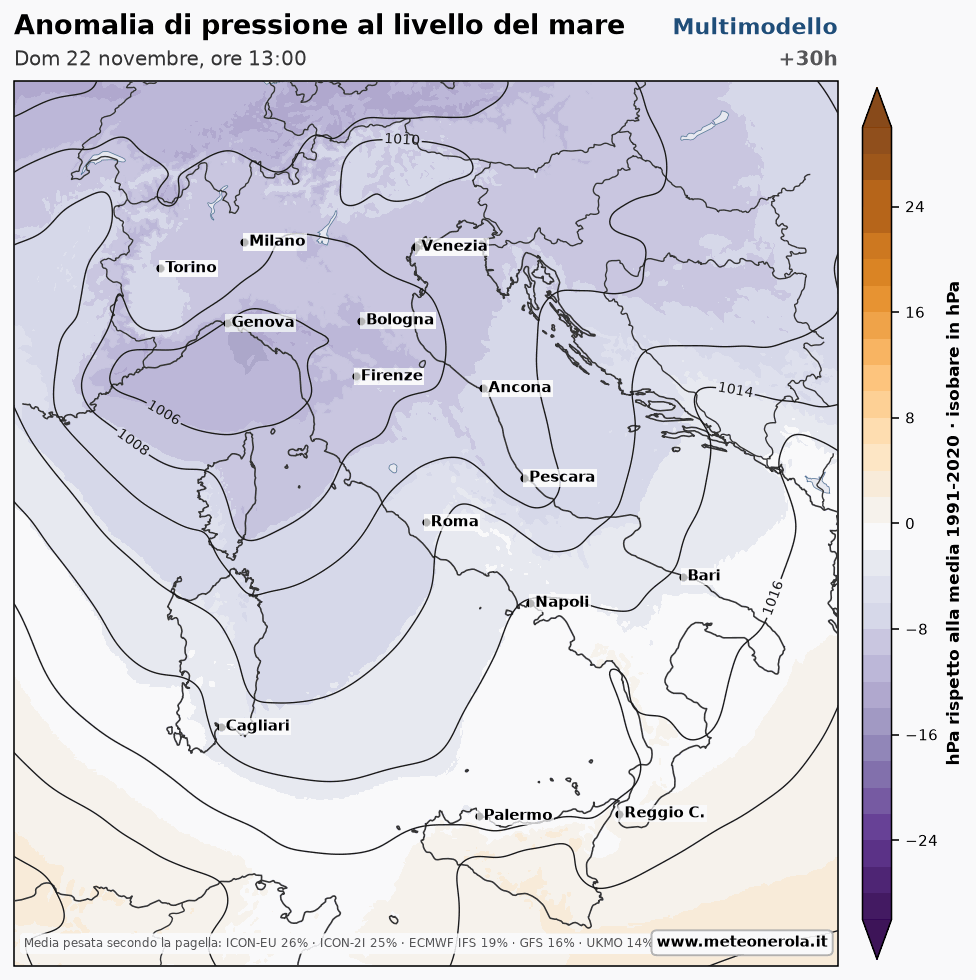 Anomalia di pressione al livello del mare
Multimodello
Dom 22 novembre, ore 13:00
+30h
1010
Milano
Venezia
Torino
Genova
Bologna
Firenze
Ancona
1014
1006
1008
Pescara
Roma
Bari
Napoli
1016
Cagliari
Palermo
Reggio C.
24
16
8
0
−8
−16
−24
hPa rispetto alla media 1991-2020 · isobare in hPa
Media pesata secondo la pagella: ICON-EU 26% · ICON-2I 25% · ECMWF IFS 19% · GFS 16% · UKMO 14%
www.meteonerola.it